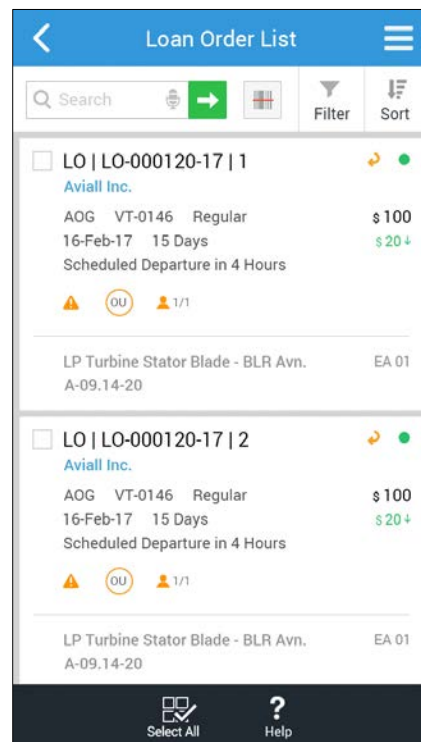 Loan Order List
Search
Filter
Sort
LO | LO-000120-17 | 1
Aviall Inc.
AOG VT-0146 Regular $ 100
16-Feb-17 15 Days $ 20↓
Scheduled Departure in 4 Hours
OU 1/1
LP Turbine Stator Blade - BLR Avn. EA 01
A-09.14-20
LO | LO-000120-17 | 2
Aviall Inc.
AOG VT-0146 Regular $ 100
16-Feb-17 15 Days $ 20↓
Scheduled Departure in 4 Hours
OU 1/1
LP Turbine Stator Blade - BLR Avn. EA 01
A-09.14-20
Select All
? Help